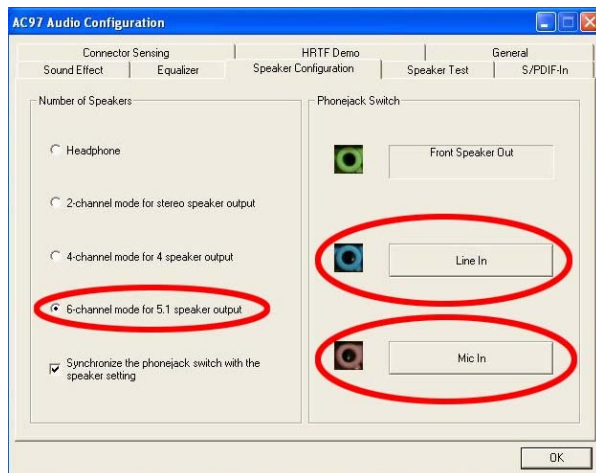 AC97 Audio Configuration
Connector Sensing
HRTF Demo
General
Sound Effect
Equalizer
Speaker Configuration
Speaker Test
S/PDIF-In
Number of Speakers
Headphone
2-channel mode for stereo speaker output
4-channel mode for 4 speaker output
6-channel mode for 5.1 speaker output
Synchronize the phonejack switch with the
speaker setting
Phonejack Switch
Front Speaker Out
Line In
Mic In
OK